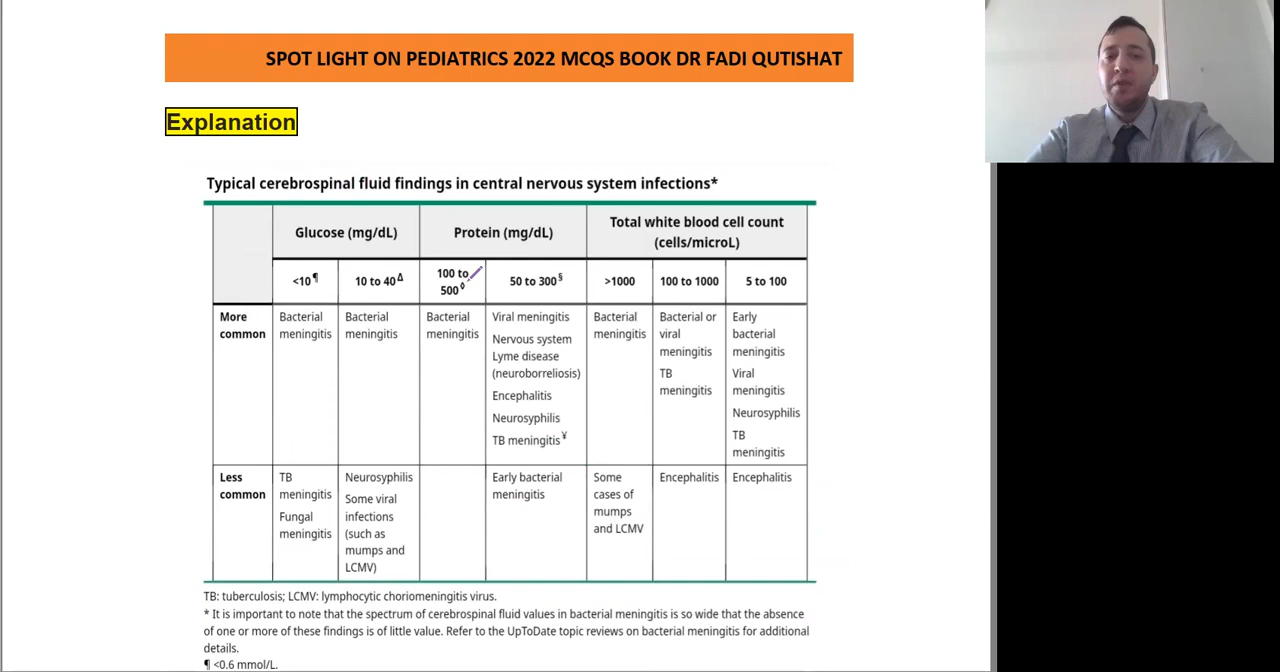 SPOT LIGHT ON PEDIATRICS 2022 MCQS BOOK DR FADI QUTISHAT
Explanation
Typical cerebrospinal fluid findings in central nervous system infections*
Glucose (mg/dL)
Protein (mg/dL)
Total white blood cell count
(cells/microL)
<10¶
10 to 40Δ
100 to
500◊
50 to 300§
>1000
100 to 1000
5 to 100
More
common
Bacterial
meningitis
Bacterial
meningitis
Bacterial
meningitis
Viral meningitis
Nervous system
Lyme disease
(neuroborreliosis)
Encephalitis
Neurosyphilis
TB meningitis¥
Bacterial
meningitis
Bacterial or
viral
meningitis
TB
meningitis
Early
bacterial
meningitis
Viral
meningitis
Neurosyphilis
TB
meningitis
Less
common
TB
meningitis
Fungal
meningitis
Neurosyphilis
Some viral
infections
(such as
mumps and
LCMV)
Early bacterial
meningitis
Some
cases of
mumps
and LCMV
Encephalitis
Encephalitis
TB: tuberculosis; LCMV: lymphocytic choriomeningitis virus.
* It is important to note that the spectrum of cerebrospinal fluid values in bacterial meningitis is so wide that the absence
of one or more of these findings is of little value. Refer to the UpToDate topic reviews on bacterial meningitis for additional
details.
¶ <0.6 mmol/L.